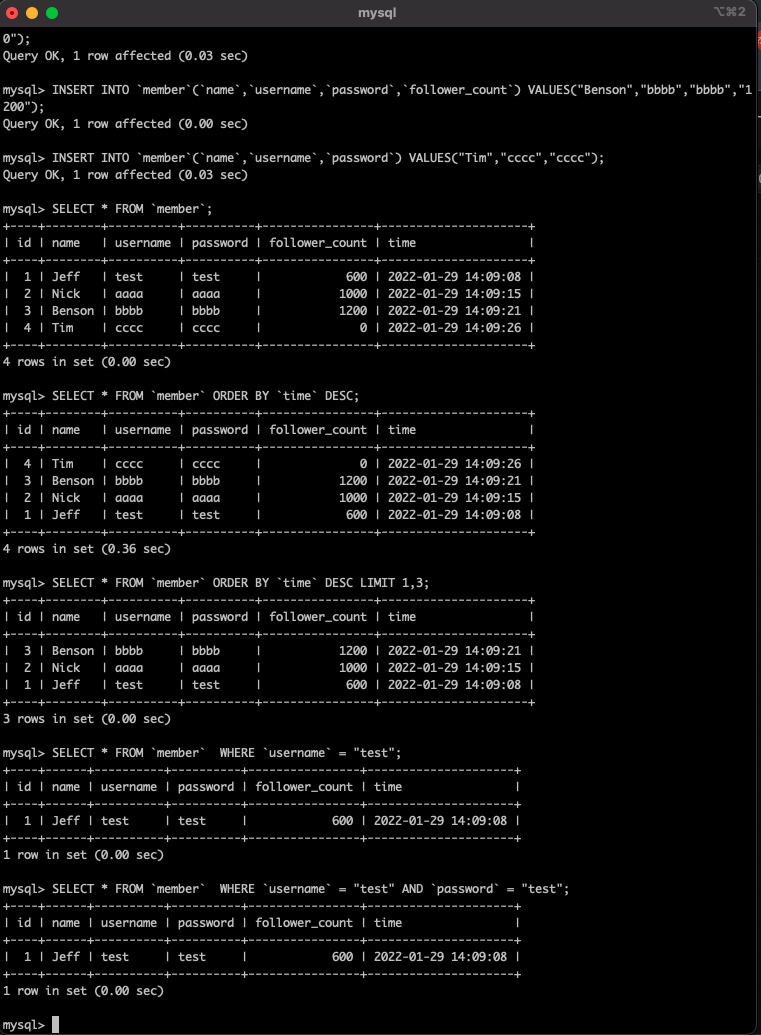 mysql
⌥⌘2
0");
Query OK, 1 row affected (0.03 sec)
mysql> INSERT INTO `member`(`name`,`username`,`password`,`follower_count`) VALUES("Benson","bbbb","bbbb","1
200");
Query OK, 1 row affected (0.00 sec)
mysql> INSERT INTO `member`(`name`,`username`,`password`) VALUES("Tim","cccc","cccc");
Query OK, 1 row affected (0.03 sec)
mysql> SELECT * FROM `member`;
+----+--------+----------+----------+----------------+---------------------+
| id | name   | username | password | follower_count | time                |
+----+--------+----------+----------+----------------+---------------------+
|  1 | Jeff   | test     | test     |            600 | 2022-01-29 14:09:08 |
|  2 | Nick   | aaaa     | aaaa     |           1000 | 2022-01-29 14:09:15 |
|  3 | Benson | bbbb     | bbbb     |           1200 | 2022-01-29 14:09:21 |
|  4 | Tim    | cccc     | cccc     |              0 | 2022-01-29 14:09:26 |
+----+--------+----------+----------+----------------+---------------------+
4 rows in set (0.00 sec)
mysql> SELECT * FROM `member` ORDER BY `time` DESC;
+----+--------+----------+----------+----------------+---------------------+
| id | name   | username | password | follower_count | time                |
+----+--------+----------+----------+----------------+---------------------+
|  4 | Tim    | cccc     | cccc     |              0 | 2022-01-29 14:09:26 |
|  3 | Benson | bbbb     | bbbb     |           1200 | 2022-01-29 14:09:21 |
|  2 | Nick   | aaaa     | aaaa     |           1000 | 2022-01-29 14:09:15 |
|  1 | Jeff   | test     | test     |            600 | 2022-01-29 14:09:08 |
+----+--------+----------+----------+----------------+---------------------+
4 rows in set (0.36 sec)
mysql> SELECT * FROM `member` ORDER BY `time` DESC LIMIT 1,3;
+----+--------+----------+----------+----------------+---------------------+
| id | name   | username | password | follower_count | time                |
+----+--------+----------+----------+----------------+---------------------+
|  3 | Benson | bbbb     | bbbb     |           1200 | 2022-01-29 14:09:21 |
|  2 | Nick   | aaaa     | aaaa     |           1000 | 2022-01-29 14:09:15 |
|  1 | Jeff   | test     | test     |            600 | 2022-01-29 14:09:08 |
+----+--------+----------+----------+----------------+---------------------+
3 rows in set (0.00 sec)
mysql> SELECT * FROM `member`  WHERE `username` = "test";
+----+------+----------+----------+----------------+---------------------+
| id | name | username | password | follower_count | time                |
+----+------+----------+----------+----------------+---------------------+
|  1 | Jeff | test     | test     |            600 | 2022-01-29 14:09:08 |
+----+------+----------+----------+----------------+---------------------+
1 row in set (0.00 sec)
mysql> SELECT * FROM `member`  WHERE `username` = "test" AND `password` = "test";
+----+------+----------+----------+----------------+---------------------+
| id | name | username | password | follower_count | time                |
+----+------+----------+----------+----------------+---------------------+
|  1 | Jeff | test     | test     |            600 | 2022-01-29 14:09:08 |
+----+------+----------+----------+----------------+---------------------+
1 row in set (0.00 sec)
mysql>